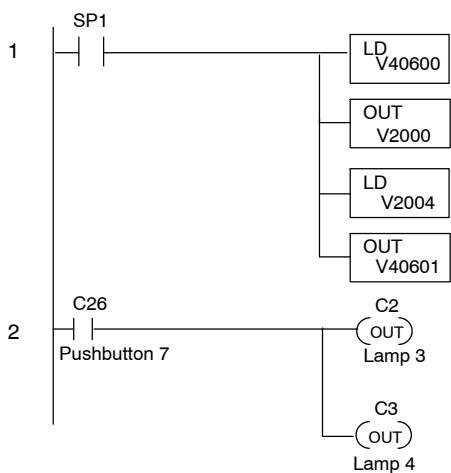 SP1
1
LD
V40600
OUT
V2000
LD
V2004
OUT
V40601
C26
C2
2
OUT
Pushbutton 7
Lamp 3
C3
OUT
Lamp 4